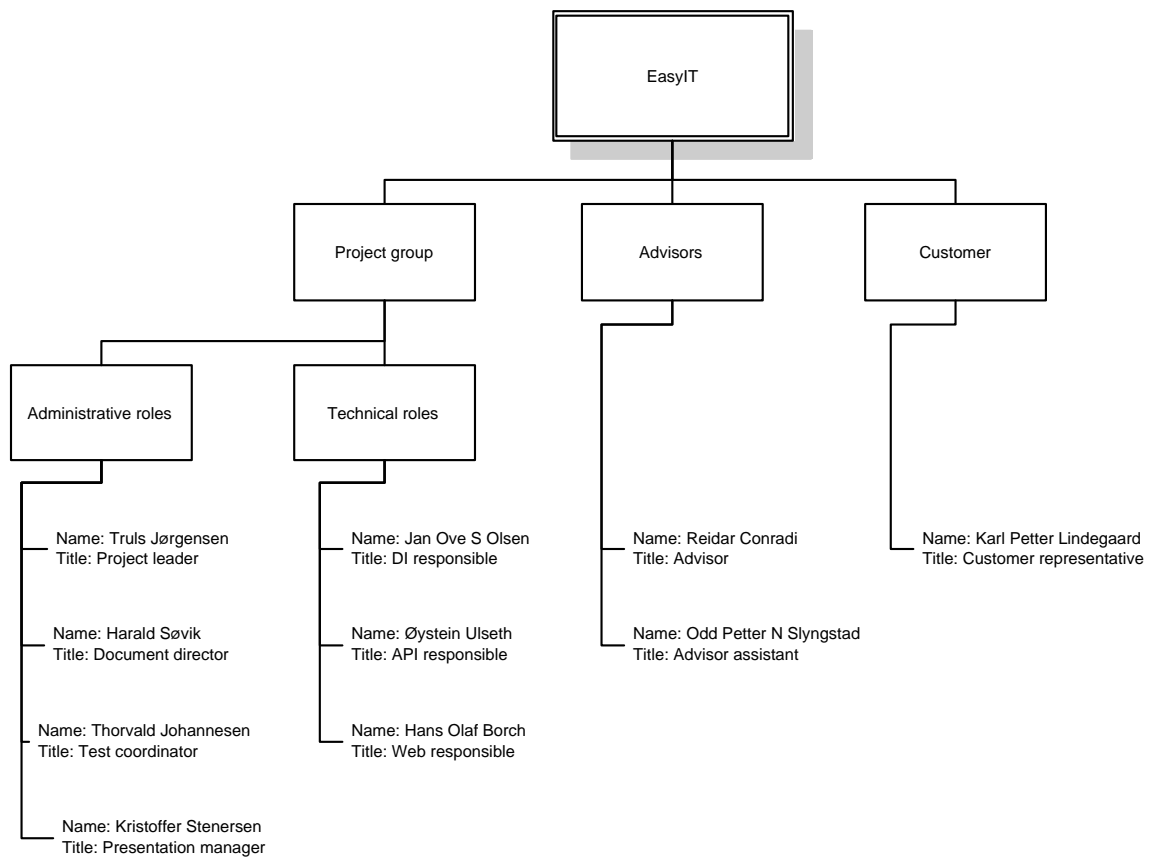 EasyIT
Project group
Advisors
Customer
Administrative roles
Technical roles
Name: Truls Jørgensen
Title: Project leader
Name: Harald Søvik
Title: Document director
Name: Thorvald Johannesen
Title: Test coordinator
Name: Kristoffer Stenersen
Title: Presentation manager
Name: Jan Ove S Olsen
Title: DI responsible
Name: Øystein Ulseth
Title: API responsible
Name: Hans Olaf Borch
Title: Web responsible
Name: Reidar Conradi
Title: Advisor
Name: Odd Petter N Slyngstad
Title: Advisor assistant
Name: Karl Petter Lindegaard
Title: Customer representative